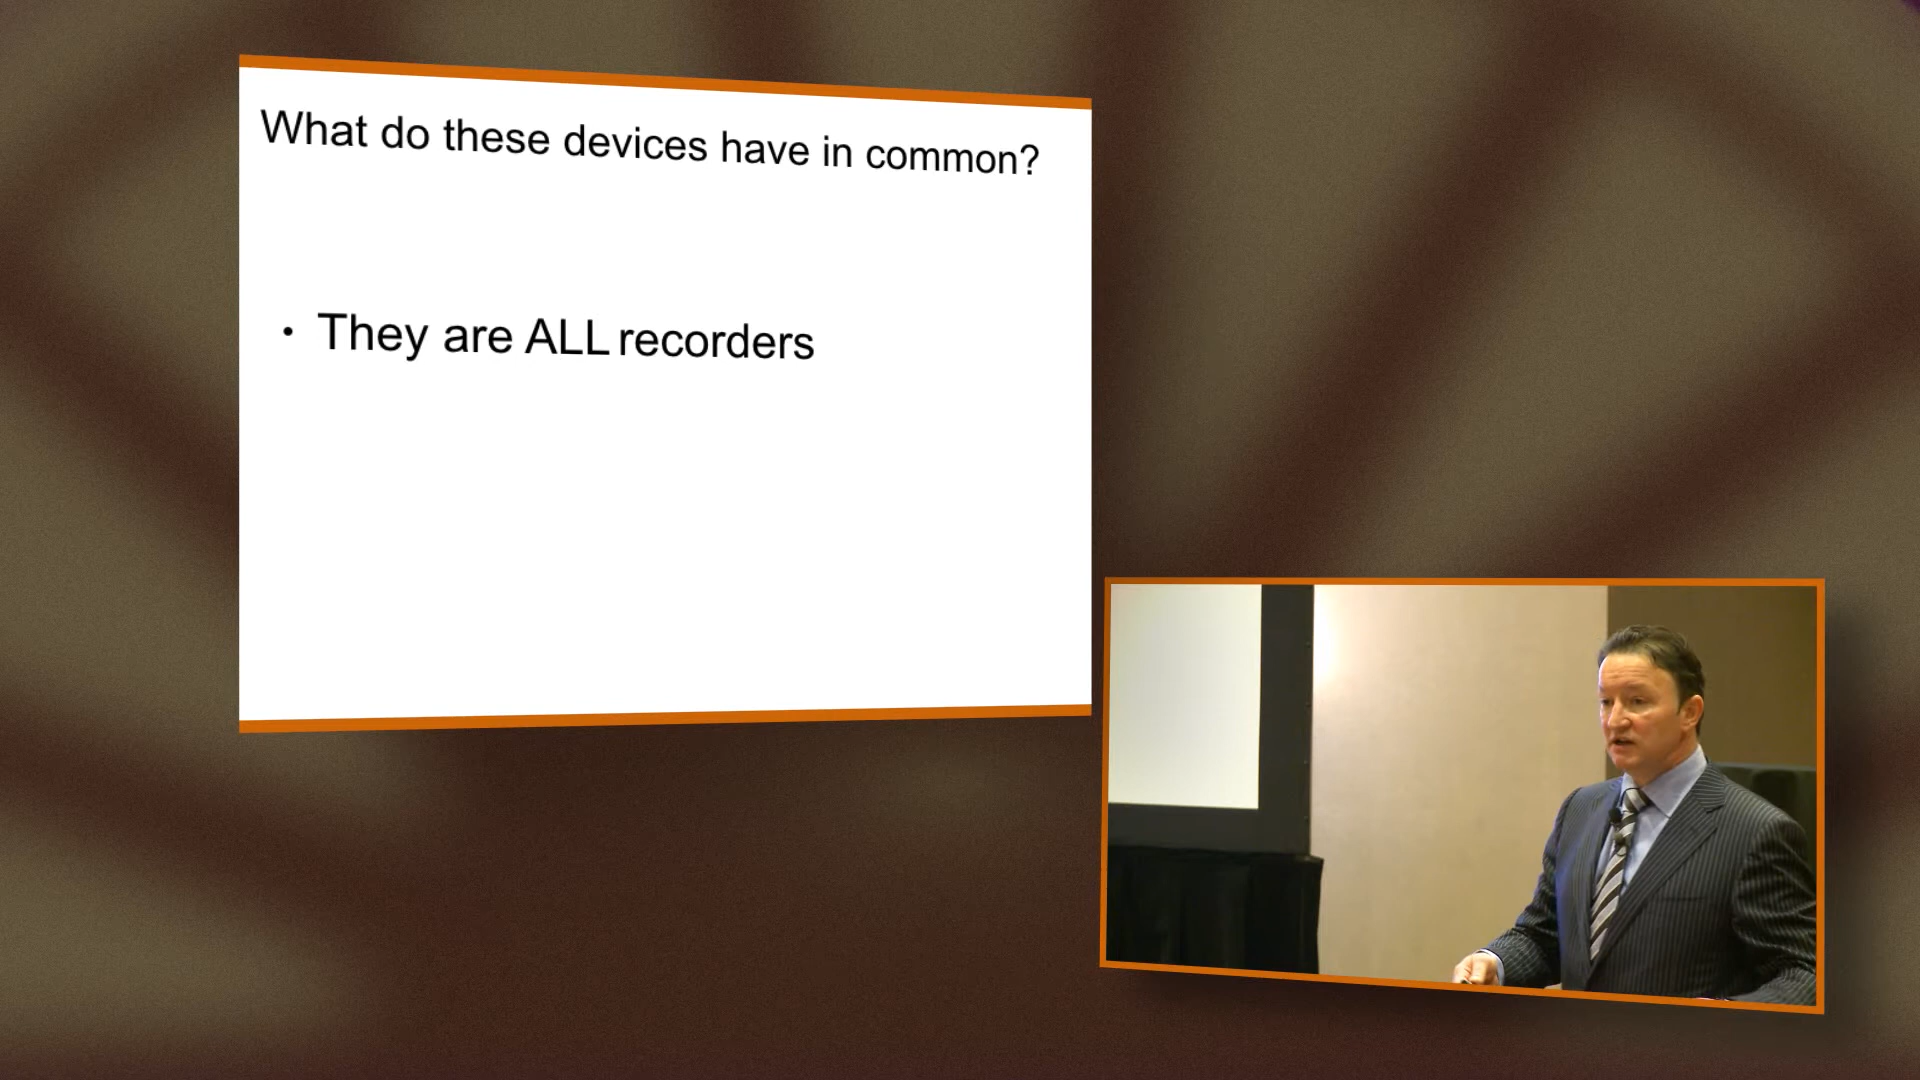 What do these devices have in common?
• They are ALL recorders